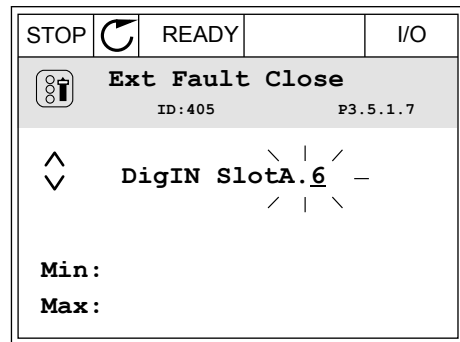 STOP READY I/O
Ext Fault Close
ID:405 P3.5.1.7
DigIN SlotA.6
Min:
Max: